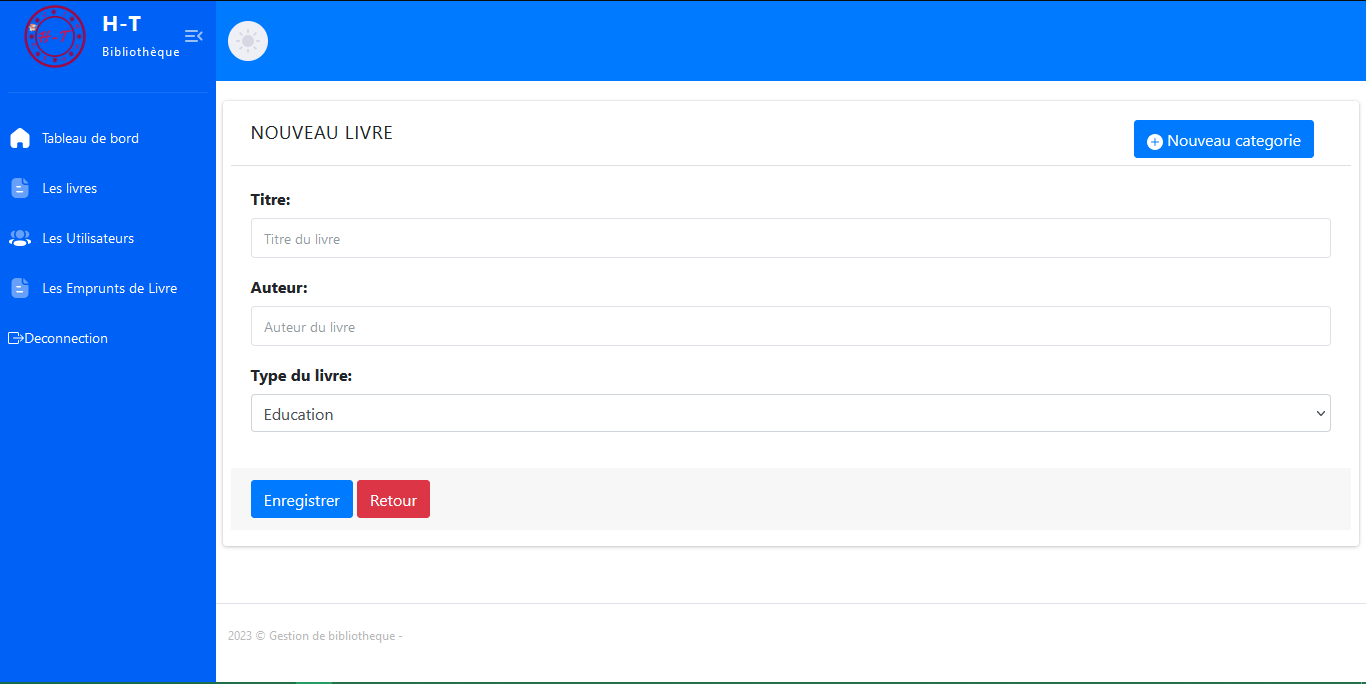 H-T
H-T
Bibliothèque
Tableau de bord
Les livres
Les Utilisateurs
Les Emprunts de Livre
Deconnection
NOUVEAU LIVRE
Nouveau categorie
Titre:
Titre du livre
Auteur:
Auteur du livre
Type du livre:
Education
Enregistrer Retour
2023 © Gestion de bibliotheque -